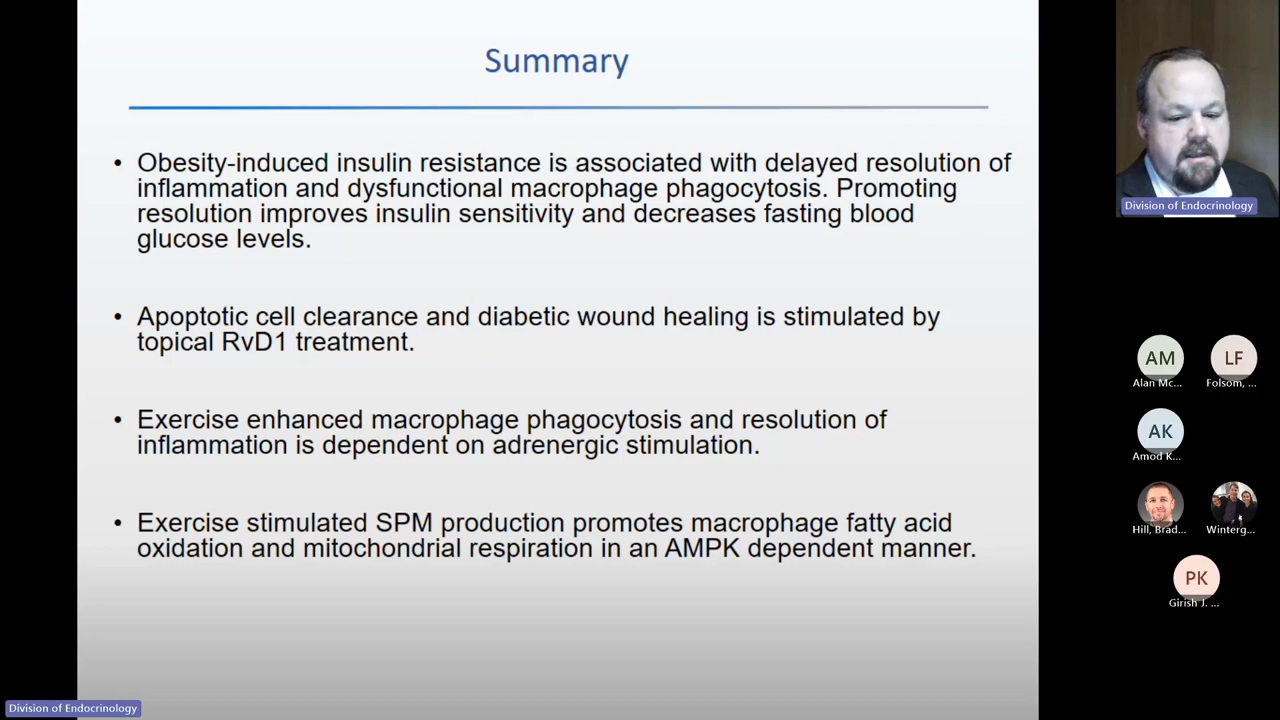 Summary
• Obesity-induced insulin resistance is associated with delayed resolution of
inflammation and dysfunctional macrophage phagocytosis. Promoting
resolution improves insulin sensitivity and decreases fasting blood
glucose levels.
• Apoptotic cell clearance and diabetic wound healing is stimulated by
topical RvD1 treatment.
• Exercise enhanced macrophage phagocytosis and resolution of
inflammation is dependent on adrenergic stimulation.
• Exercise stimulated SPM production promotes macrophage fatty acid
oxidation and mitochondrial respiration in an AMPK dependent manner.
Division of Endocrinology
AM
Alan Mc...
LF
Folsom, ...
AK
Amod K...
Hill, Brad...
Winterg...
PK
Girish J. ...
Division of Endocrinology